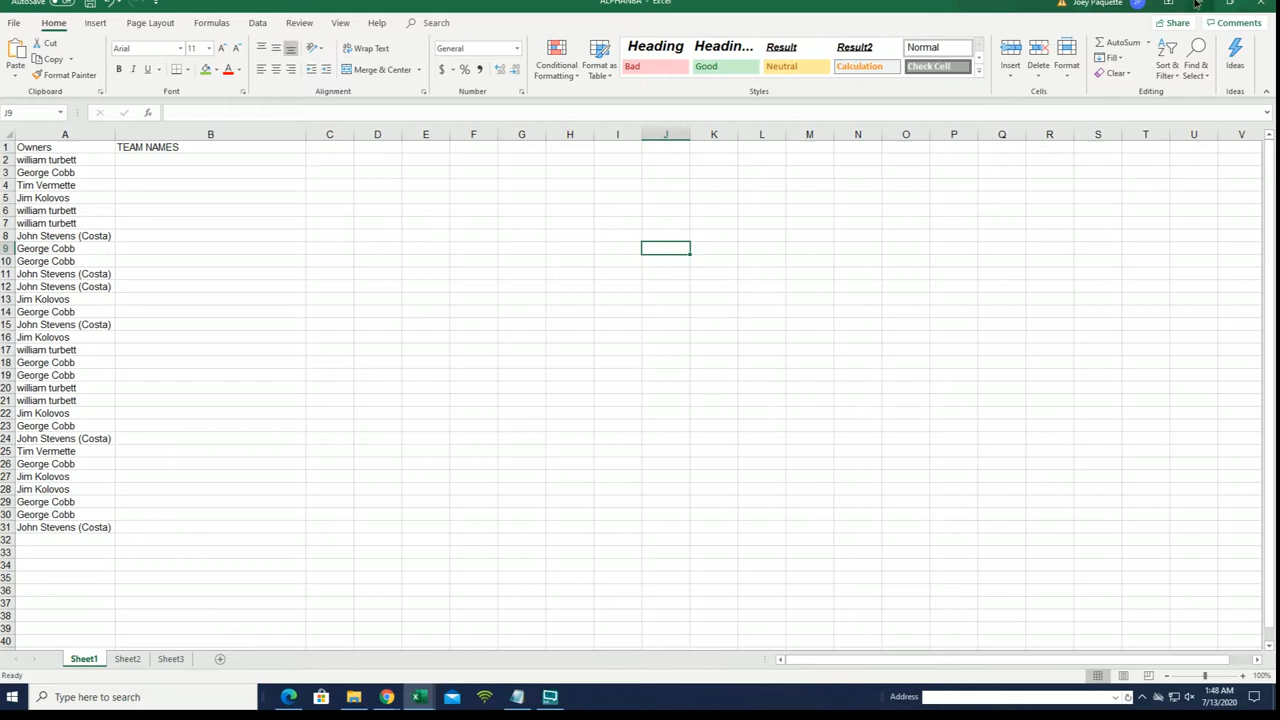 AutoSave Off ALPHANBA - Excel Joey Paquette JP
File Home Insert Page Layout Formulas Data Review View Help Search Share Comments
Cut
Copy
Format Painter
Paste
Clipboard
Arial 11
B I U
Font
Wrap Text
Merge & Center
Alignment
General
$ % ,
Number
Conditional Formatting
Format as Table
Heading Headin... Result Result2 Normal
Bad Good Neutral Calculation Check Cell
Styles
Insert Delete Format
Cells
AutoSum
Fill
Clear
Sort & Filter
Find & Select
Editing
Ideas
Ideas
J9 fx
A B C D E F G H I J K L M N O P Q R S T U V
1 Owners TEAM NAMES
2 william turbett
3 George Cobb
4 Tim Vermette
5 Jim Kolovos
6 william turbett
7 william turbett
8 John Stevens (Costa)
9 George Cobb
10 George Cobb
11 John Stevens (Costa)
12 John Stevens (Costa)
13 Jim Kolovos
14 George Cobb
15 John Stevens (Costa)
16 Jim Kolovos
17 william turbett
18 George Cobb
19 George Cobb
20 william turbett
21 william turbett
22 Jim Kolovos
23 George Cobb
24 John Stevens (Costa)
25 Tim Vermette
26 George Cobb
27 Jim Kolovos
28 Jim Kolovos
29 George Cobb
30 George Cobb
31 John Stevens (Costa)
32
33
34
35
36
37
38
39
40
Sheet1 Sheet2 Sheet3
Ready 100%
Type here to search Address 1:48 AM
7/13/2020